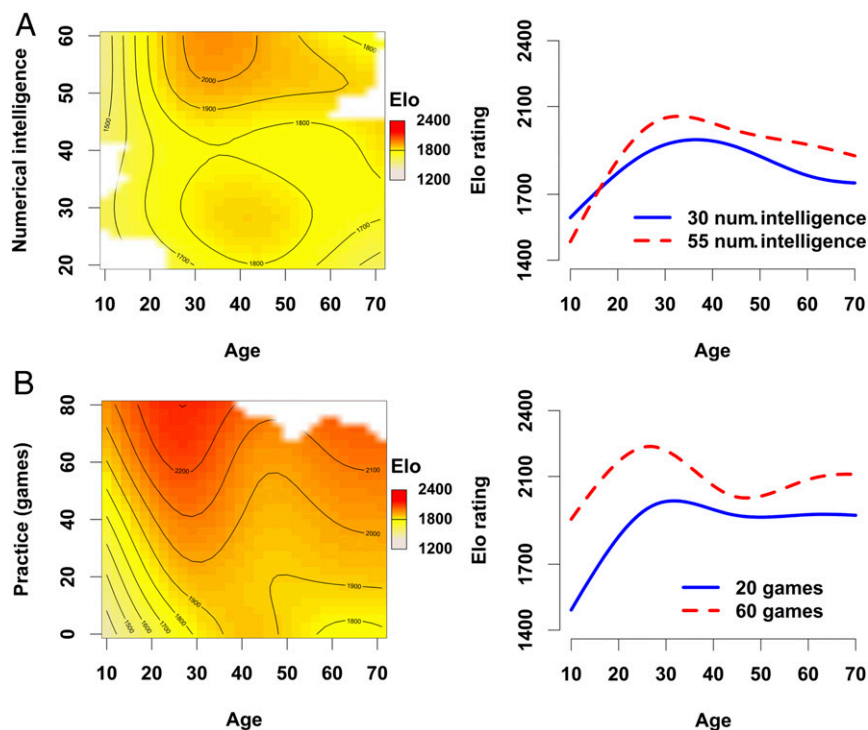 A
Numerical intelligence
60
50
40
30
20
1500
2000
1900
1800
1800
1700
1800
1700
10 20 30 40 50 60 70
Age
Elo
2400
1800
1200
Elo rating
2400
2100
1700
1400
30 num.intelligence
55 num.intelligence
10 20 30 40 50 60 70
Age
B
Practice (games)
80
60
40
20
0
2200
2100
2000
1900
1900
1800
1700
1600
1500
1800
10 20 30 40 50 60 70
Age
Elo
2400
1800
1200
Elo rating
2400
2100
1700
1400
20 games
60 games
10 20 30 40 50 60 70
Age